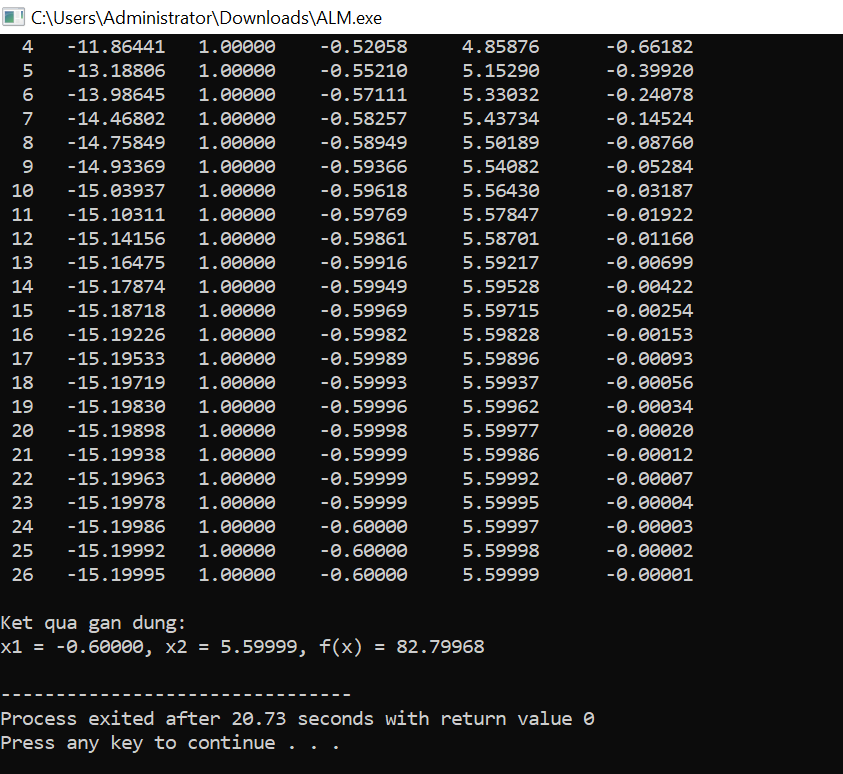 C:\Users\Administrator\Downloads\ALM.exe
4 -11.86441 1.00000 -0.52058 4.85876 -0.66182
5 -13.18806 1.00000 -0.55210 5.15290 -0.39920
6 -13.98645 1.00000 -0.57111 5.33032 -0.24078
7 -14.46802 1.00000 -0.58257 5.43734 -0.14524
8 -14.75849 1.00000 -0.58949 5.50189 -0.08760
9 -14.93369 1.00000 -0.59366 5.54082 -0.05284
10 -15.03937 1.00000 -0.59618 5.56430 -0.03187
11 -15.10311 1.00000 -0.59769 5.57847 -0.01922
12 -15.14156 1.00000 -0.59861 5.58701 -0.01160
13 -15.16475 1.00000 -0.59916 5.59217 -0.00699
14 -15.17874 1.00000 -0.59949 5.59528 -0.00422
15 -15.18718 1.00000 -0.59969 5.59715 -0.00254
16 -15.19226 1.00000 -0.59982 5.59828 -0.00153
17 -15.19533 1.00000 -0.59989 5.59896 -0.00093
18 -15.19719 1.00000 -0.59993 5.59937 -0.00056
19 -15.19830 1.00000 -0.59996 5.59962 -0.00034
20 -15.19898 1.00000 -0.59998 5.59977 -0.00020
21 -15.19938 1.00000 -0.59999 5.59986 -0.00012
22 -15.19963 1.00000 -0.59999 5.59992 -0.00007
23 -15.19978 1.00000 -0.59999 5.59995 -0.00004
24 -15.19986 1.00000 -0.60000 5.59997 -0.00003
25 -15.19992 1.00000 -0.60000 5.59998 -0.00002
26 -15.19995 1.00000 -0.60000 5.59999 -0.00001
Ket qua gan dung:
x1 = -0.60000, x2 = 5.59999, f(x) = 82.79968
--------------------------------
Process exited after 20.73 seconds with return value 0
Press any key to continue . . .